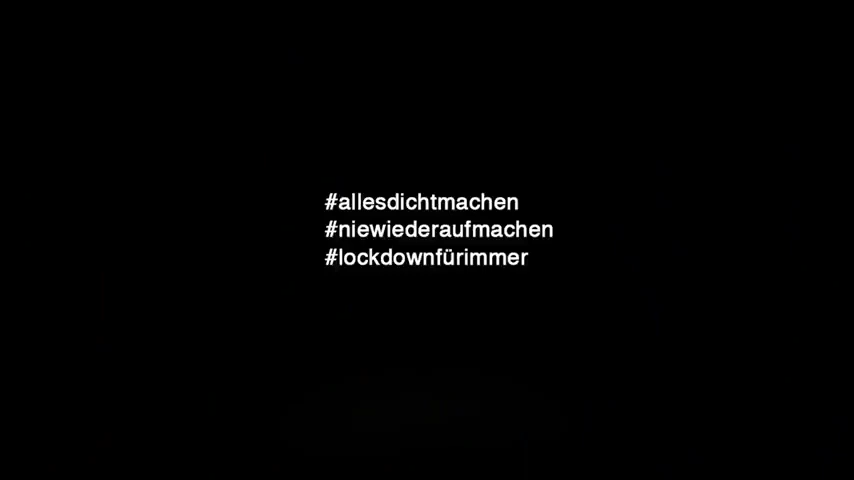 #allesdichtmachen
#niewiederaufmachen
#lockdownfürimmer